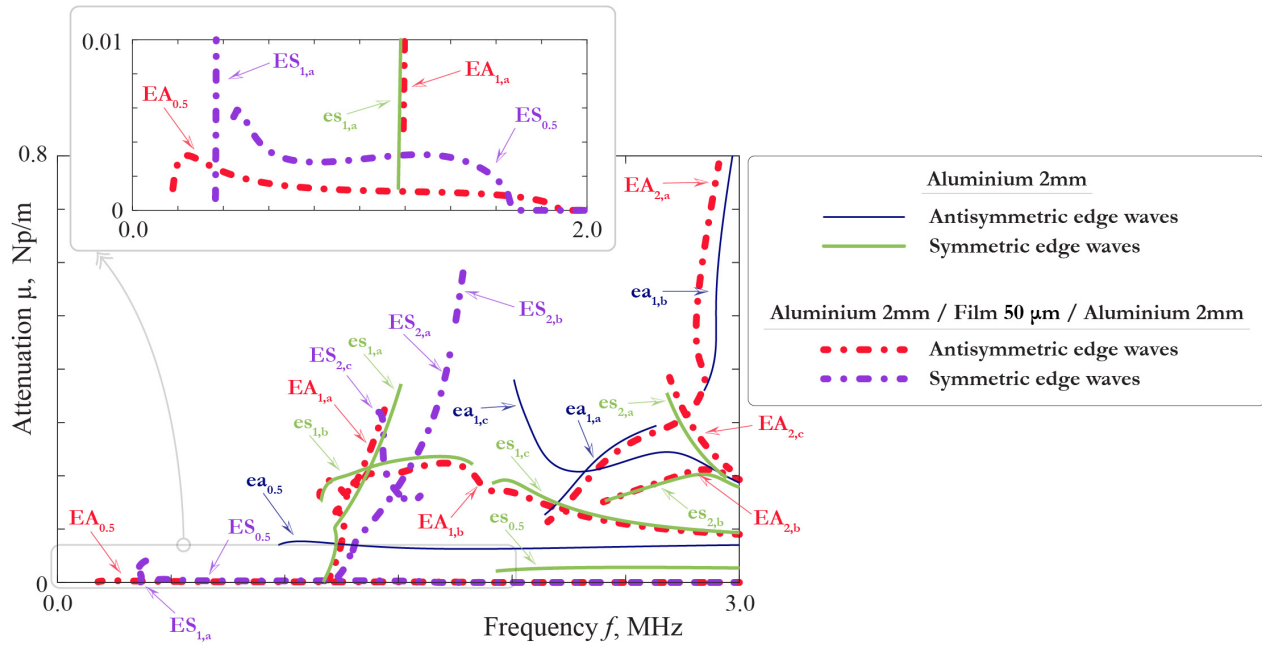 0.01
ES1,a
EA1,a
EA0.5
es1,a
ES0.5
0
0.0
2.0
0.8
EA2,a
ea1,b
Attenuation μ, Np/m
ES2,b
ES2,a
es1,a
ES2,c
EA1,a
es1,b
ea1,c
ea1,a
es2,a
EA2,c
es1,c
ea0.5
EA1,b
es0.5
es2,b
EA2,b
EA0.5
ES0.5
0
0.0
3.0
ES1,a
Frequency f, MHz
Aluminium 2mm
Antisymmetric edge waves
Symmetric edge waves
Aluminium 2mm / Film 50 μm / Aluminium 2mm
Antisymmetric edge waves
Symmetric edge waves